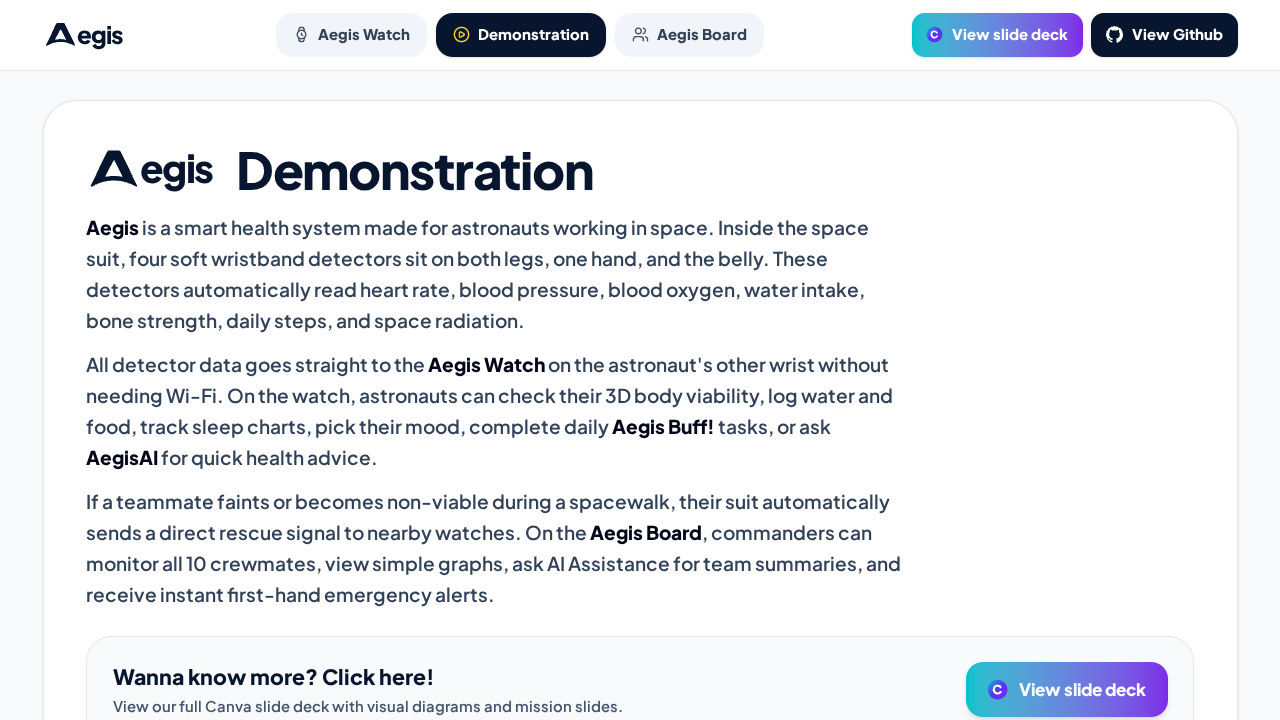 Aegis
Aegis Watch
Demonstration
Aegis Board
C View slide deck
View Github
Aegis Demonstration
Aegis is a smart health system made for astronauts working in space. Inside the space
suit, four soft wristband detectors sit on both legs, one hand, and the belly. These
detectors automatically read heart rate, blood pressure, blood oxygen, water intake,
bone strength, daily steps, and space radiation.
All detector data goes straight to the Aegis Watch on the astronaut's other wrist without
needing Wi-Fi. On the watch, astronauts can check their 3D body viability, log water and
food, track sleep charts, pick their mood, complete daily Aegis Buff! tasks, or ask
AegisAI for quick health advice.
If a teammate faints or becomes non-viable during a spacewalk, their suit automatically
sends a direct rescue signal to nearby watches. On the Aegis Board, commanders can
monitor all 10 crewmates, view simple graphs, ask AI Assistance for team summaries, and
receive instant first-hand emergency alerts.
Wanna know more? Click here!
View our full Canva slide deck with visual diagrams and mission slides.
C View slide deck